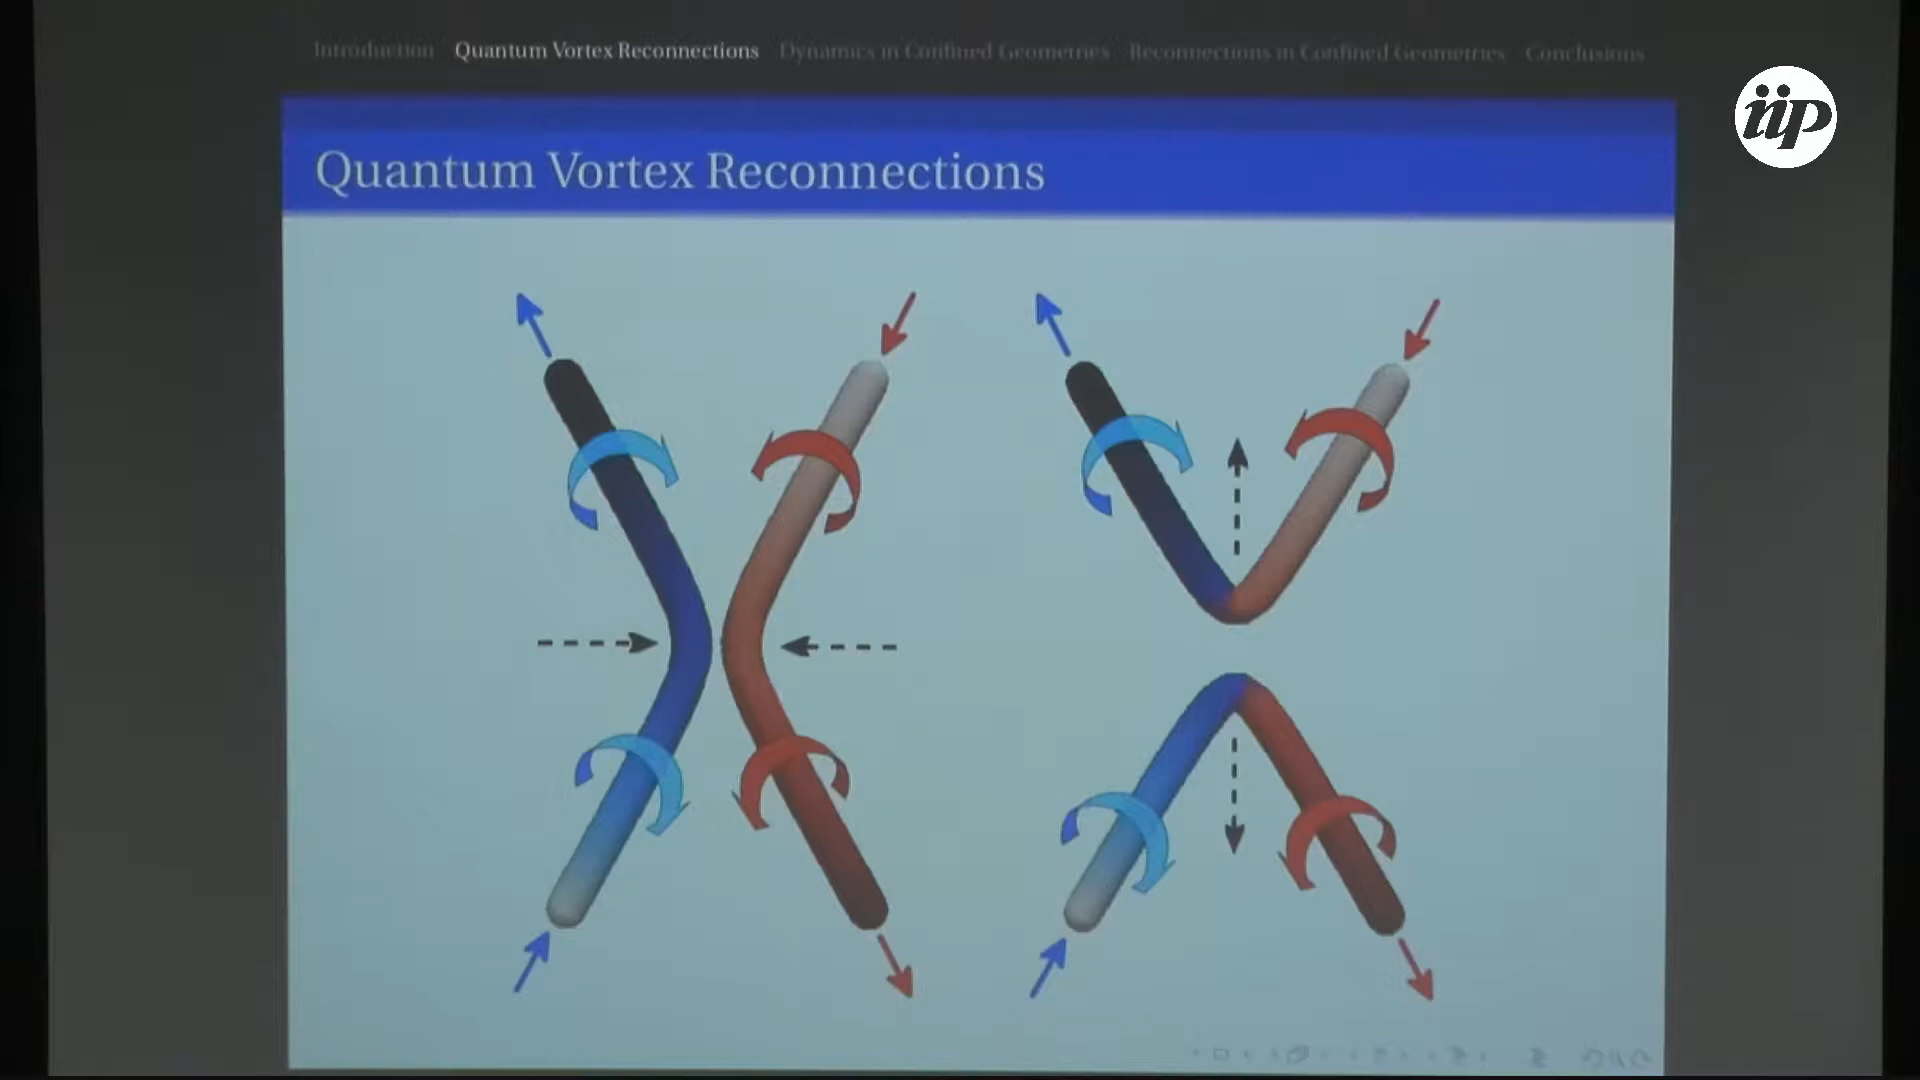 Introduction Quantum Vortex Reconnections Dynamics in Confined Geometries Reconnections in Confined Geometries Conclusions
iip
Quantum Vortex Reconnections